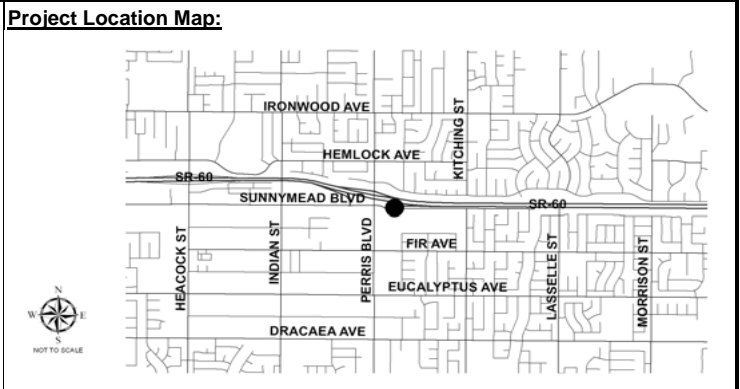 Project Location Map:
IRONWOOD AVE
HEMLOCK AVE
KITCHING ST
SR-60
SUNNYMEAD BLVD
SR-60
HEACOCK ST
INDIAN ST
PERRIS BLVD
FIR AVE
LASSELLE ST
MORRISON ST
EUCALYPTUS AVE
DRACAEA AVE
N
W
E
S
NOT TO SCALE